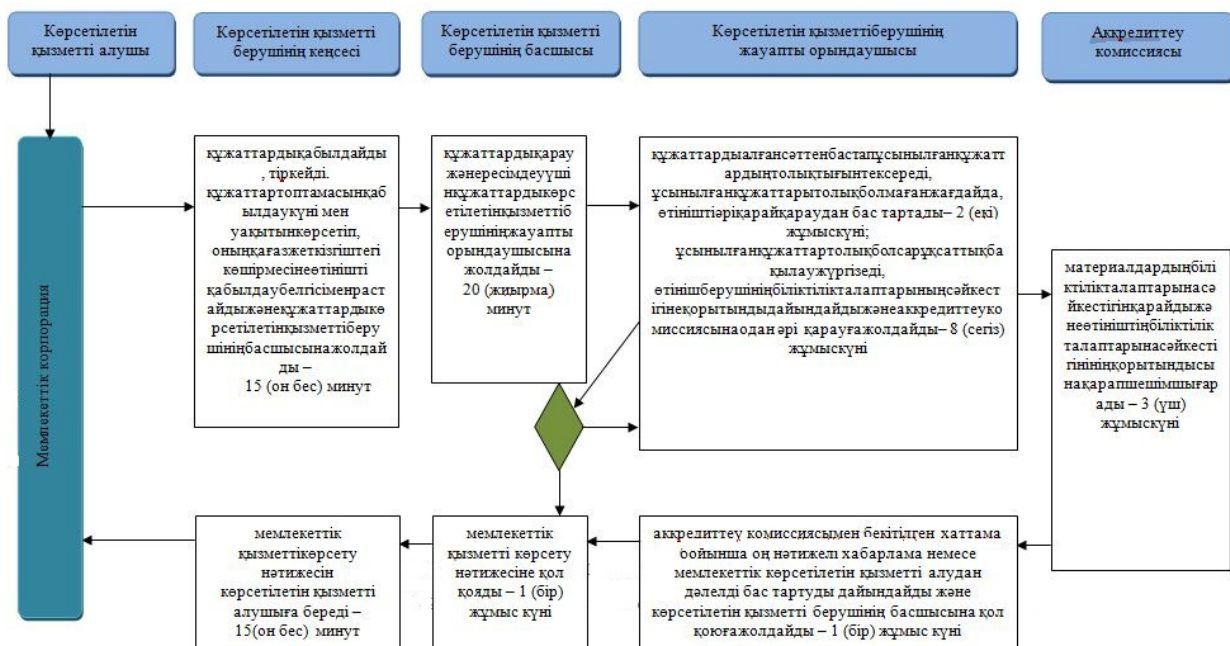 Көрсетілетін
қызметті алушы
Көрсетілетін қызметті
берушінің кеңсесі
Көрсетілетін қызметті
берушінің басшысы
Көрсетілетін қызметтіберушінің
жауапты орындаушысы
Аккредиттеу
комиссиясы
Мемлекеттік корпорация
құжаттардықабылдайды
, тіркейді.
құжаттартоптамасынқаб
ылдаукүні мен
уақытынкөрсетіп,
оныңқағазжеткізгіштегі
көшірмесінеөтінішті
қабылдаубелгісіменраст
айдыжәнеқұжаттардыкө
рсетілетінқызметтіберу
шініңбасшысынажолдай
ды –
15 (он бес) минут
құжаттардықарау
жәнересімдеуүші
нқұжаттардыкөрс
етілетінқызметтіб
ерушініңжауапты
орындаушысына
жолдайды –
20 (жиырма)
минут
құжаттардыалғансәттенбастапұсынылғанқұжатт
ардыңтолықтығынтексереді,
ұсынылғанқұжаттарытолықболмағанжағдайда,
өтініштіәріқарайқараудан бас тартады– 2 (екі)
жұмыскүні;
ұсынылғанқұжаттартолықболсарұқсаттықба
қылаужүргізеді,
өтінішберушініңбіліктілікталаптарыныңсәйкест
ігінеқорытындыдайындайдыжәнеаккредиттеуко
миссиясынаодан әрі қарауғажолдайды– 8 (сегіз)
жұмыскүні
материалдардыңбілі
ктілікталаптарынасә
йкестігінқарайдыжә
неөтініштіңбіліктілік
талаптарынасәйкесті
гінініңқорытындысы
нақарапшешімшығар
ады – 3 (үш)
жұмыскүні
мемлекеттік
қызметтікөрсету
нәтижесін
көрсетілетін қызметті
алушыға береді –
15(он бес) минут
мемлекеттік
қызметті көрсету
нәтижесіне қол
қояды – 1 (бір)
жұмыс күні
аккредиттеу комиссиясымен бекітілген хаттама
бойынша оң нәтижелі хабарлама немесе
мемлекеттік көрсетілетін қызметті алудан
дәлелді бас тартуды дайындайды және
көрсетілетін қызметті берушінің басшысына қол
қоюғажолдайды – 1 (бір) жұмыс күні